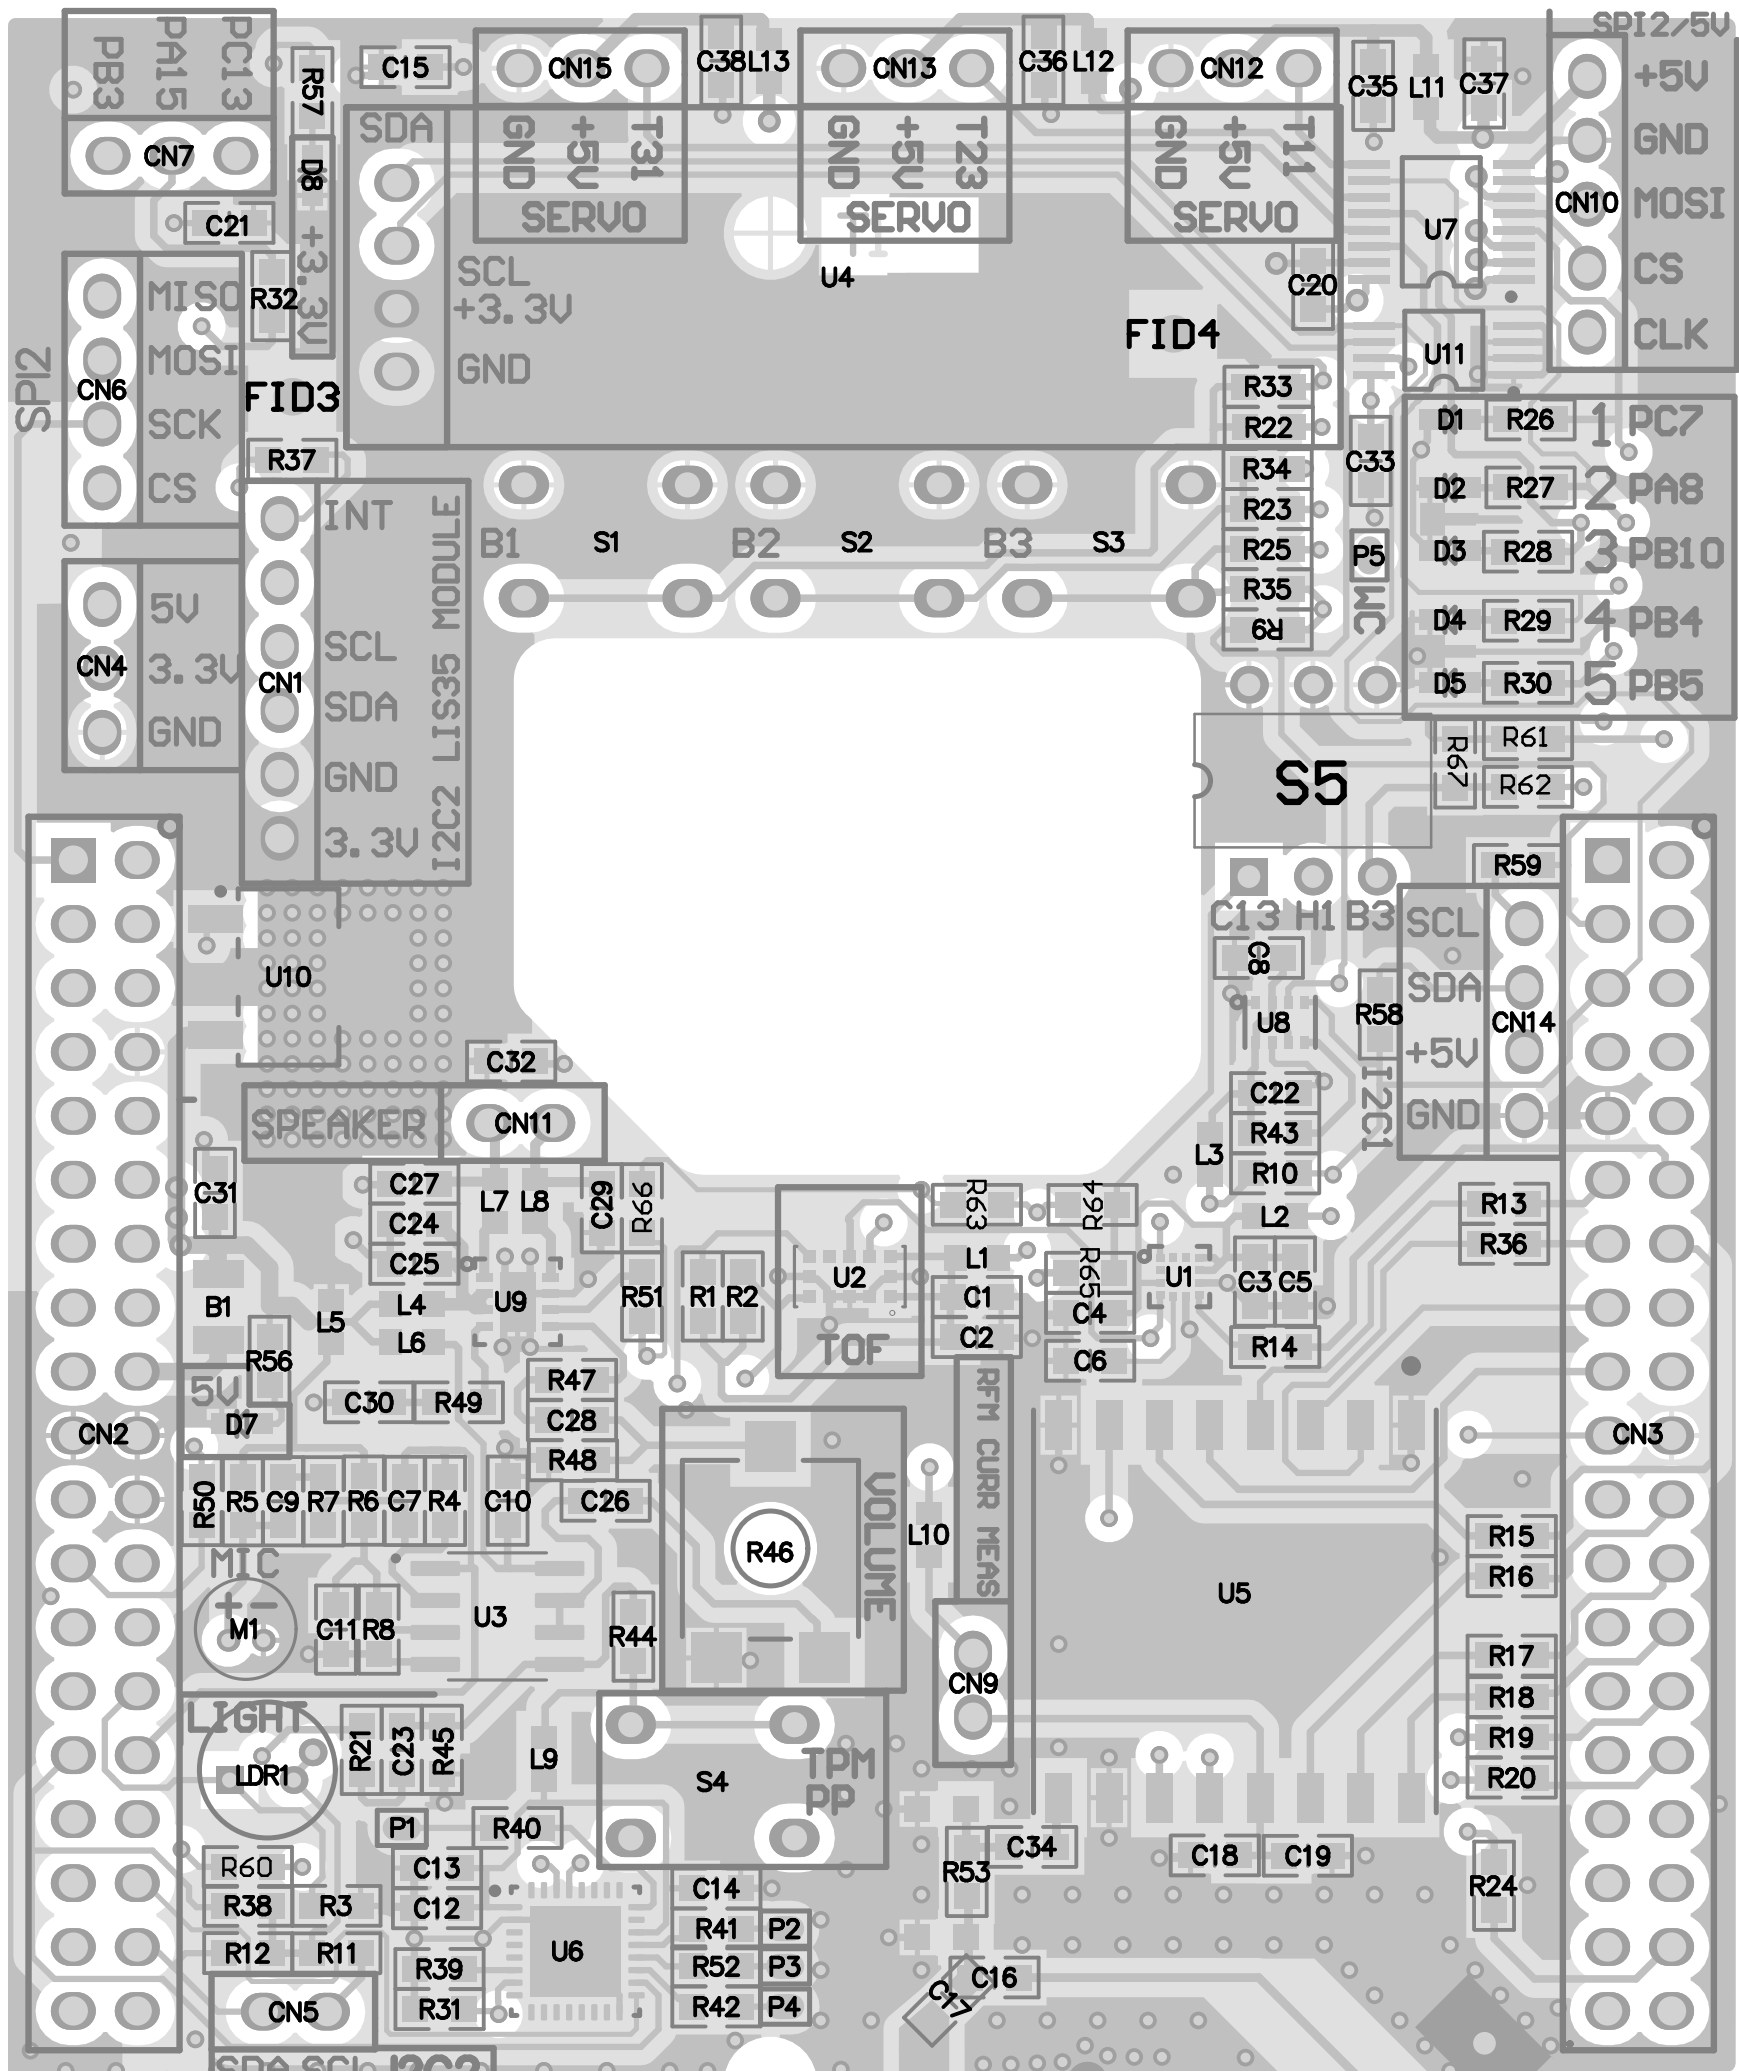 SPI2/5V
PB3
PA15
PC13
R57
C15
CN15
C38
L13
CN13
C36
L12
CN12
C35
L11
C37
+5V
GND
MOSI
CS
CLK
CN10
CN7
D8
+3.3V
C21
SDA
SCL
+3.3V
GND
GND
+5V
T31
SERVO
GND
+5V
T23
SERVO
GND
+5V
T11
SERVO
U7
U4
C20
FID4
U11
SPI2
MISO
MOSI
SCK
CS
CN6
R32
FID3
R37
R33
R22
R34
R23
R25
R35
R9
C33
P5
D1
R26
1 PC7
D2
R27
2 PA8
D3
R28
3 PB10
D4
R29
4 PB4
D5
R30
5 PB5
INT
SCL
SDA
GND
3.3V
I2C2 LIS35 MODULE
CN1
B1
S1
B2
S2
B3
S3
5V
3.3V
GND
CN4
S5
R67
R61
R62
R59
C13 H1 B3
SCL
SDA
+5V
GND
CN14
I2C1
R58
C8
U8
U10
C32
SPEAKER
CN11
C22
R43
R10
L3
L2
C31
C27
C24
C25
L7
L8
C29
R66
R63
R64
R13
R36
B1
L5
L4
L6
U9
R51
R1
R2
U2
TOF
L1
C1
C2
R65
C4
C6
U1
C3
C5
R14
R56
5V
D7
C30
R49
R47
C28
R48
C26
CN2
CN3
RFM CURR MEAS
R50
R5
C9
R7
R6
C7
R4
C10
VOLUME
R46
L10
U5
R15
R16
MIC
+ -
M1
C11
R8
U3
R44
CN9
R17
R18
R19
R20
LIGHT
LDR1
R21
C23
R45
L9
S4
TPM
PP
P1
R40
R60
C13
R38
R3
C12
C14
R53
C34
C18
C19
R24
R12
R11
R39
U6
R41
P2
R52
P3
R42
P4
C16
C17
CN5
R31
SDA SCL I2C2